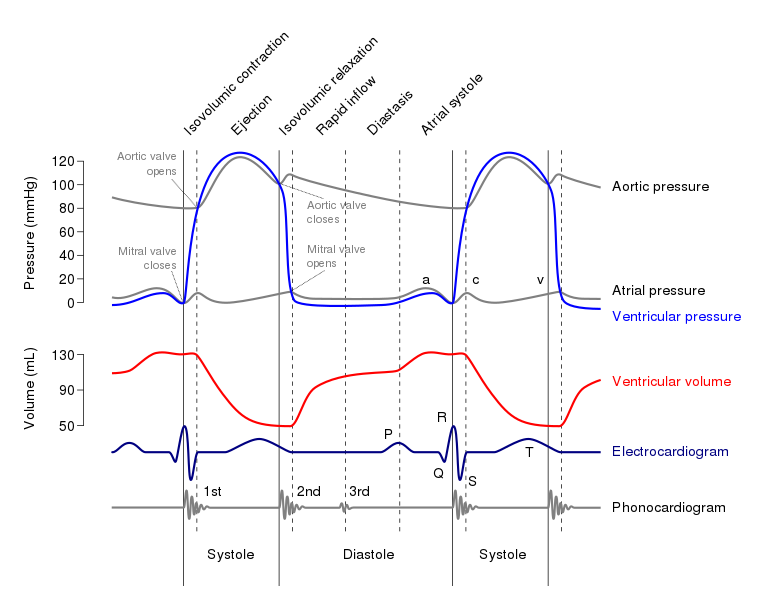 Isovolumic contraction
Ejection
Isovolumic relaxation
Rapid inflow
Diastasis
Atrial systole
Pressure (mmHg)
120
100
80
60
40
20
0
Aortic valve
opens
Aortic valve
closes
Mitral valve
closes
Mitral valve
opens
a
c
v
Aortic pressure
Atrial pressure
Ventricular pressure
Volume (mL)
130
90
50
Ventricular volume
R
P
Q
S
T
Electrocardiogram
1st
2nd
3rd
Phonocardiogram
Systole
Diastole
Systole